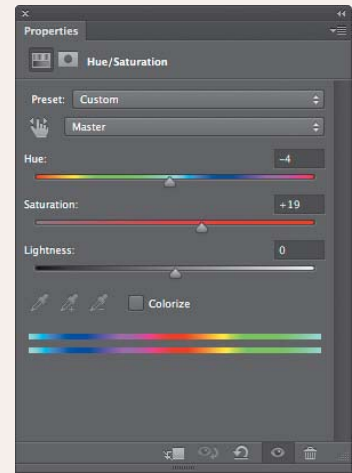 Properties
Hue/Saturation
Preset: Custom
Master
Hue: -4
Saturation: +19
Lightness: 0
Colorize